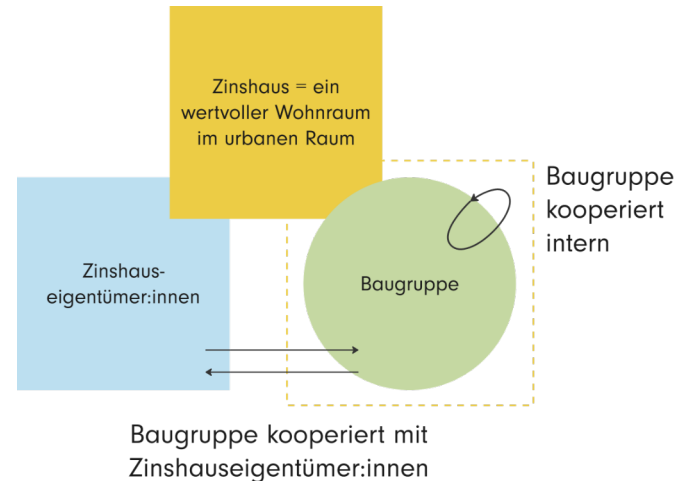 Zinshaus = ein
wertvoller Wohnraum
im urbanen Raum
Baugruppe
kooperiert
intern
Zinshaus-
eigentümer:innen
Baugruppe
Baugruppe kooperiert mit
Zinshauseigentümer:innen